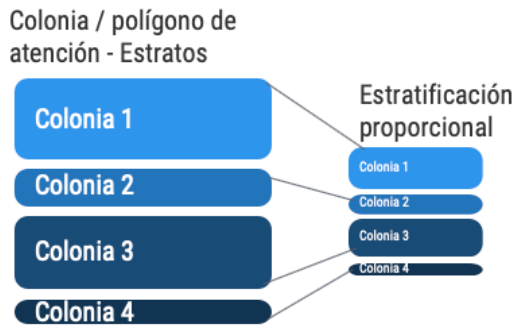 Colonia / polígono de
atención - Estratos
Colonia 1
Colonia 2
Colonia 3
Colonia 4
Estratificación
proporcional
Colonia 1
Colonia 2
Colonia 3
Colonia 4